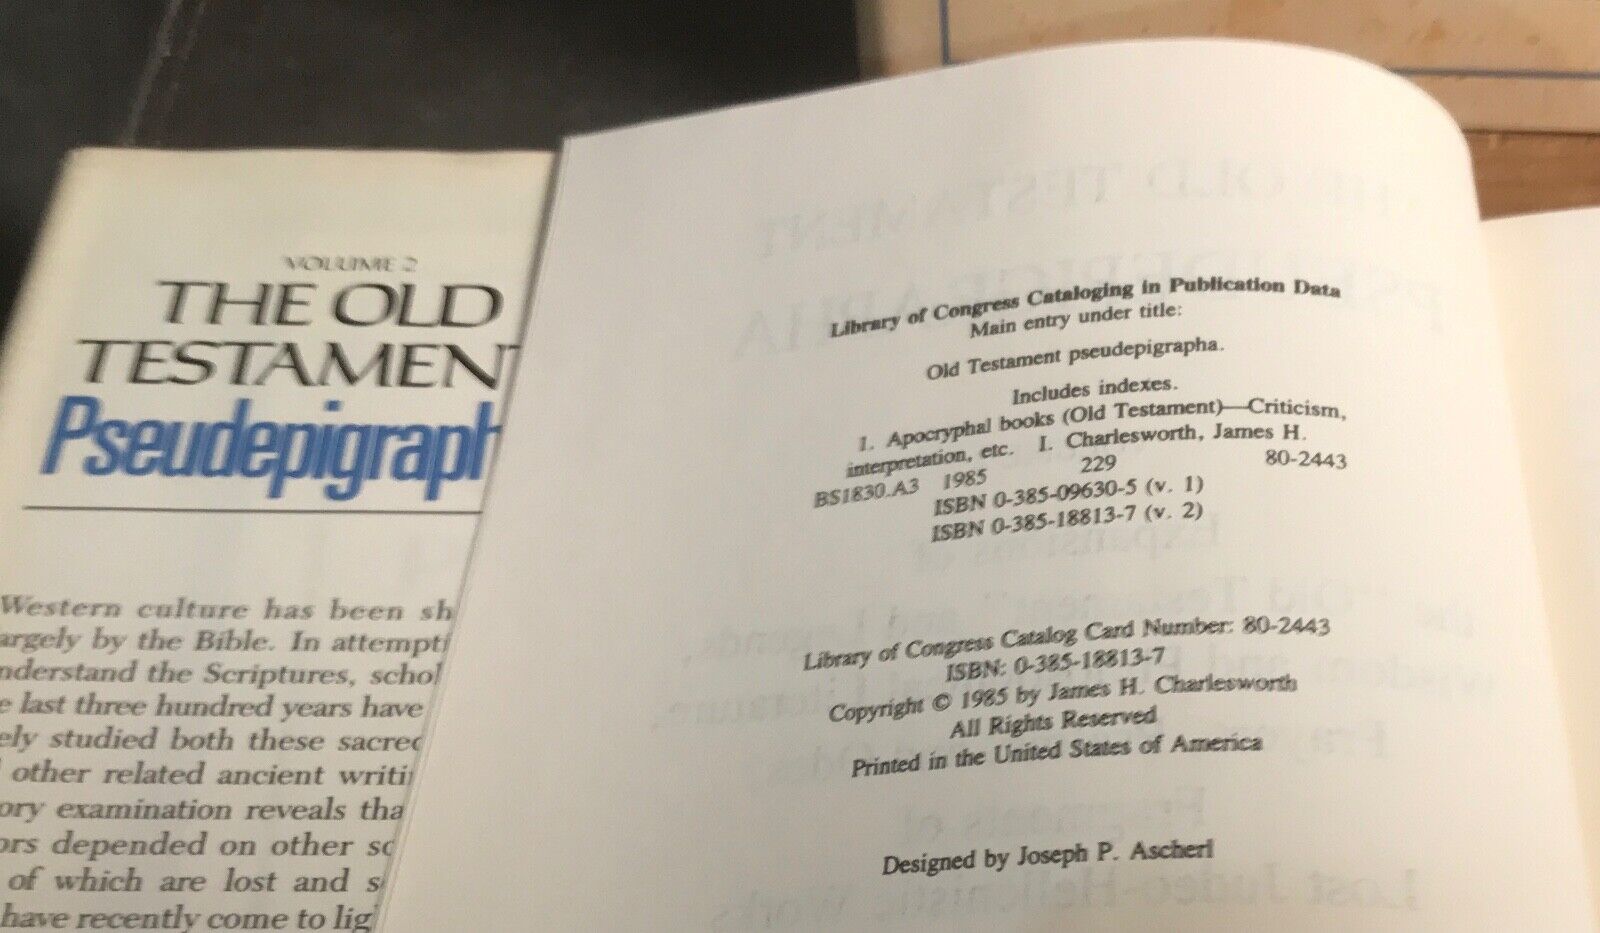 VOLUME 2
THE OLD
TESTAMEN
Pseudepigraph
Western culture has been sh
argely by the Bible. In attempti
nderstand the Scriptures, schol
e last three hundred years have
ely studied both these sacred
other related ancient writi
ory examination reveals tha
ors depended on other so
of which are lost and s
have recently come to lig
Library of Congress Cataloging in Publication Data
Main entry under title:
Old Testament pseudepigrapha.
Includes indexes.
1. Apocryphal books (Old Testament)—Criticism,
interpretation, etc. I. Charlesworth, James H.
BS1830.A3 1985 229 80-2443
ISBN 0-385-09630-5 (v. 1)
ISBN 0-385-18813-7 (v. 2)
Library of Congress Catalog Card Number: 80-2443
ISBN: 0-385-18813-7
Copyright © 1985 by James H. Charlesworth
All Rights Reserved
Printed in the United States of America
Designed by Joseph P. Ascherl